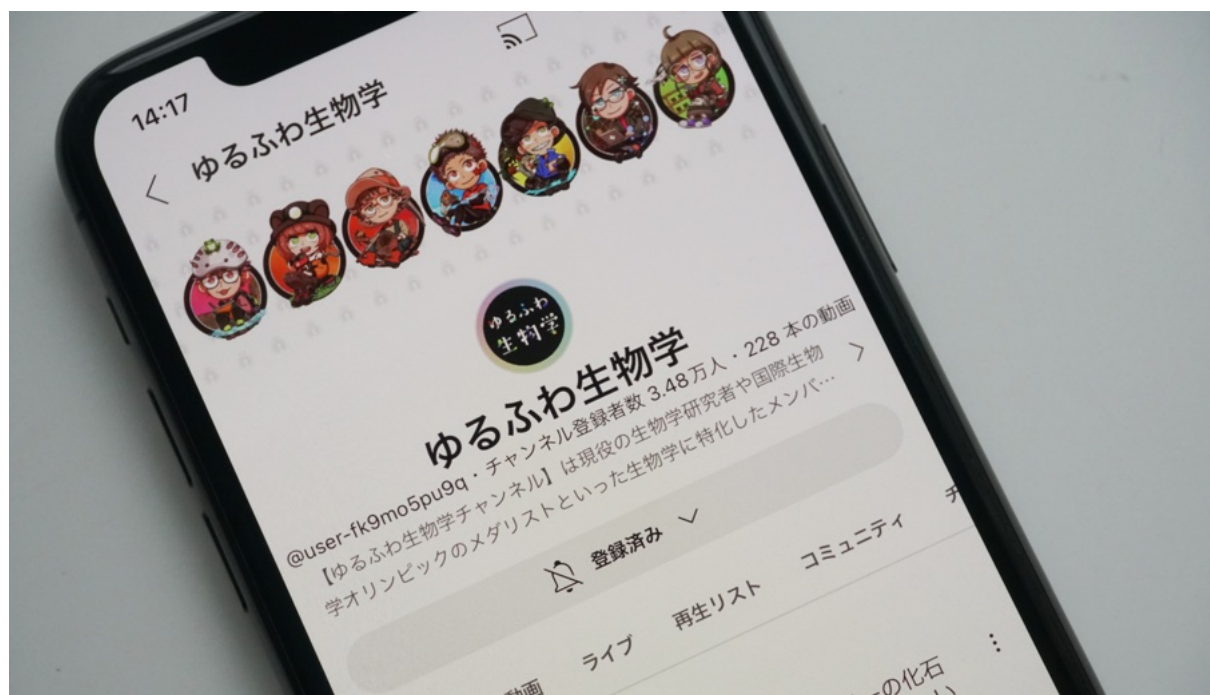 14:17
ゆるふわ生物学
ゆるふわ
生物学
ゆるふわ生物学
@user-fk9mo5pu9q・チャンネル登録者数 3.48万人・228 本の動画
【ゆるふわ生物学チャンネル】は現役の生物学研究者や国際生物
学オリンピックのメダリストといった生物学に特化したメンバ…
登録済み
動画 ライブ 再生リスト コミュニティ チ
の化石